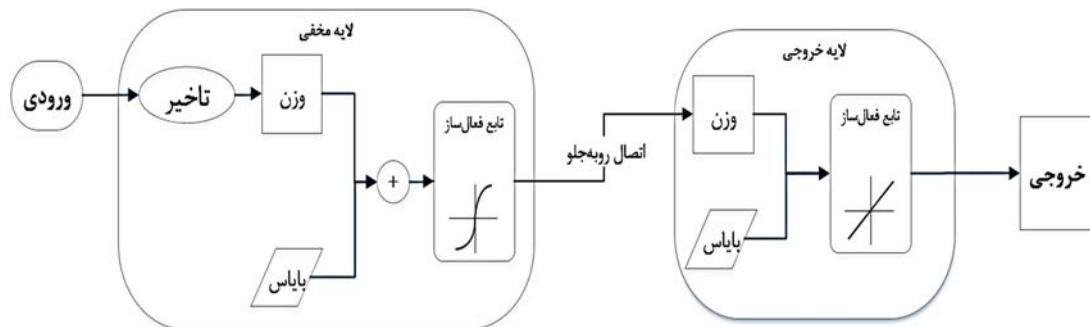 ورودی
لایه مخفی
تاخیر
وزن
بایاس
+
تابع فعال‌ساز
اتصال روبه‌جلو
لایه خروجی
وزن
بایاس
تابع فعال‌ساز
خروجی